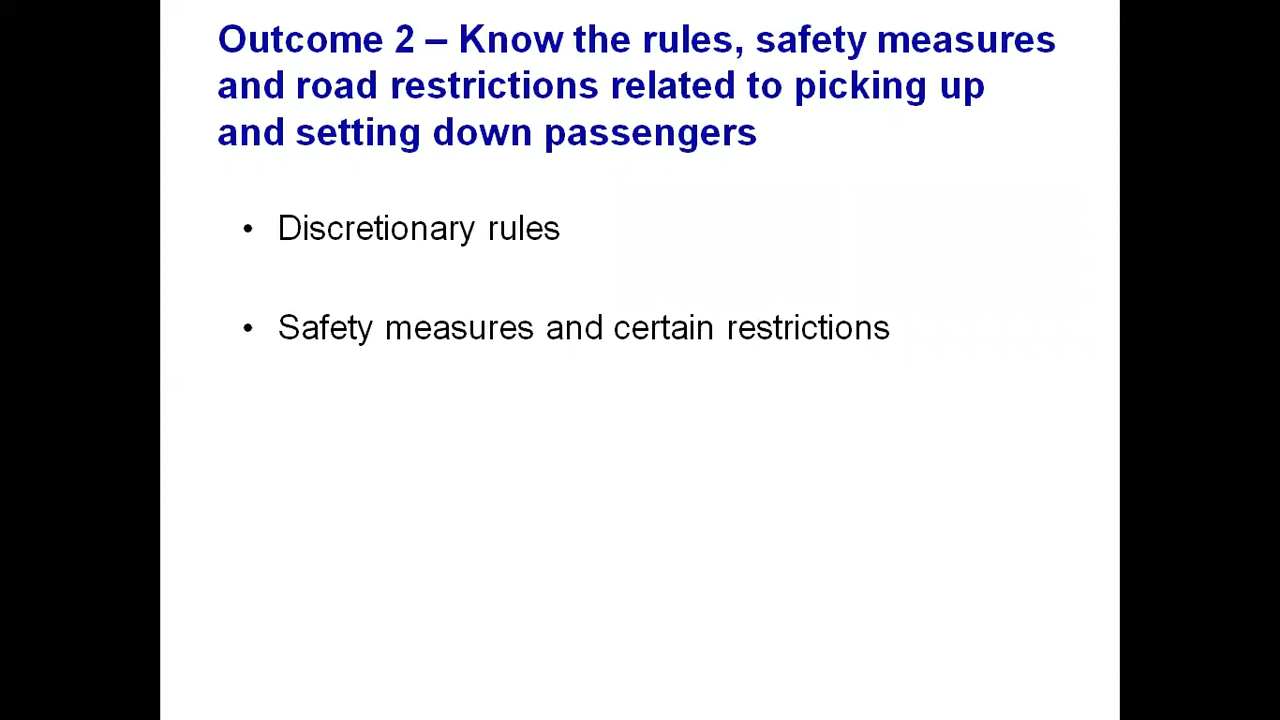 Outcome 2 – Know the rules, safety measures
and road restrictions related to picking up
and setting down passengers
• Discretionary rules
• Safety measures and certain restrictions